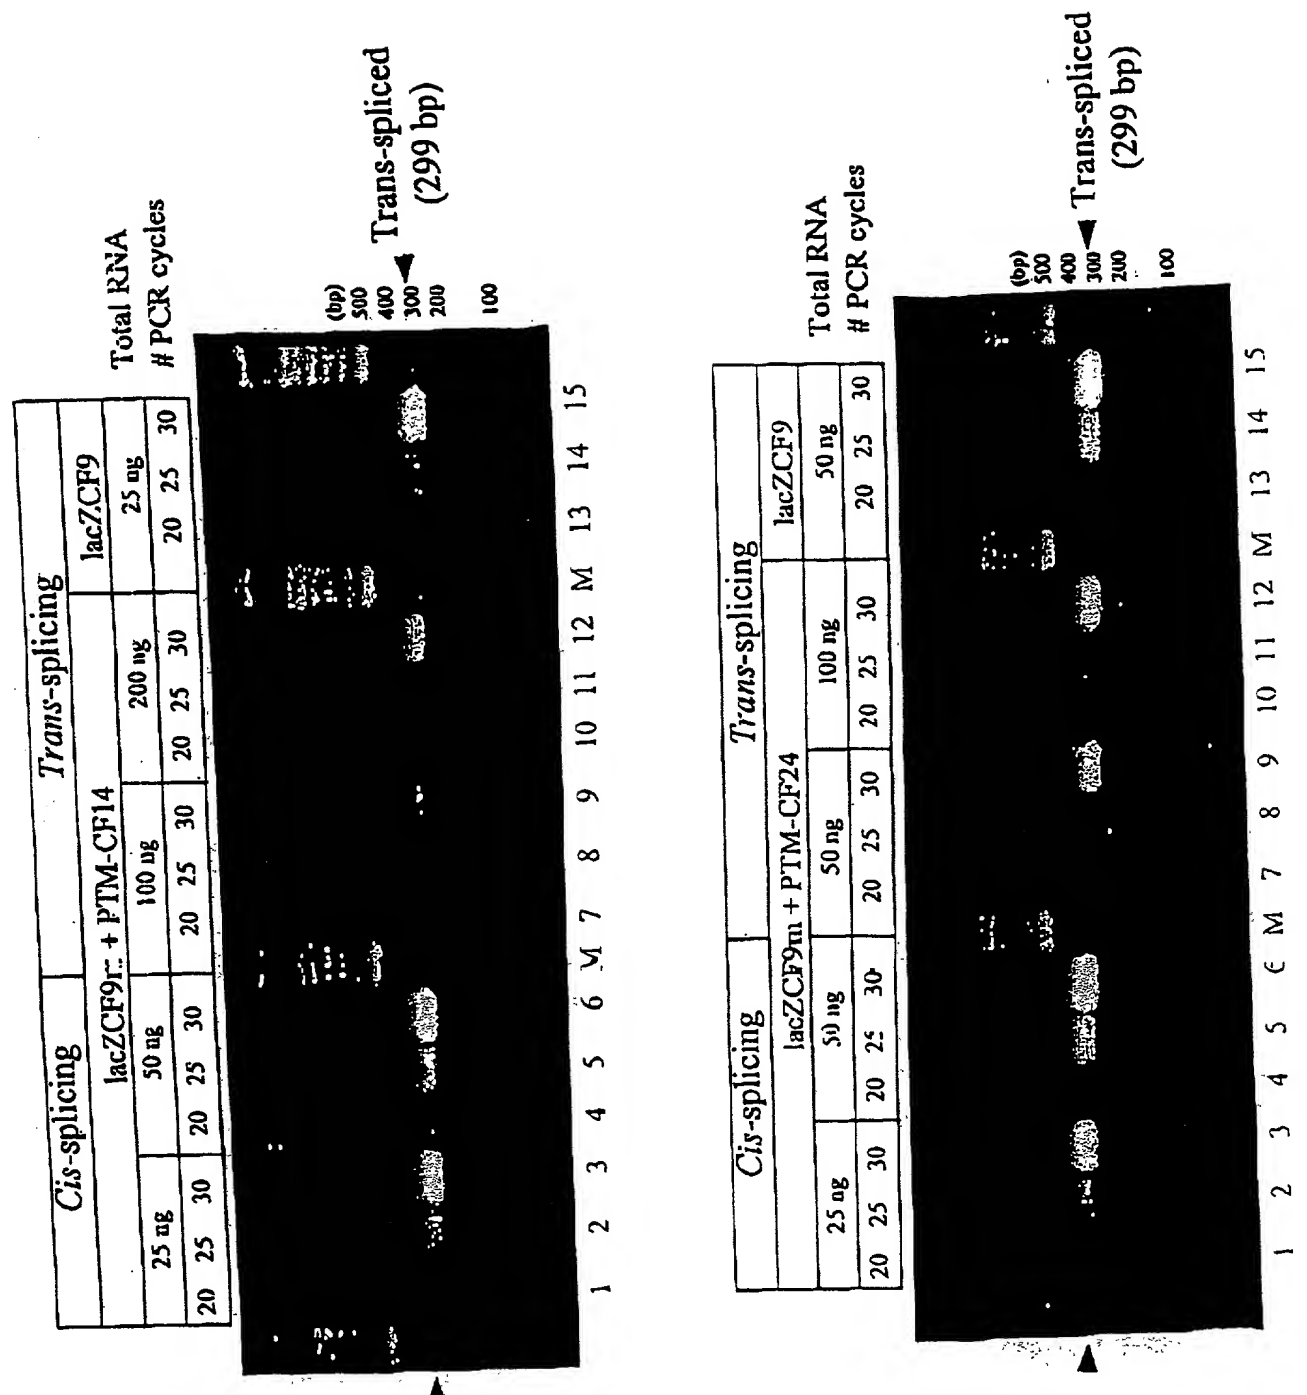 Cis-splicing Trans-splicing
lacZCF9m + PTM-CF14 lacZCF9
25 ng 50 ng 100 ng 200 ng 25 ng Total RNA
20 25 30 20 25 30 20 25 30 20 25 30 20 25 30 # PCR cycles
(bp)
500
400
300
200
100
Trans-spliced
(299 bp)
1 2 3 4 5 6 M 7 8 9 10 11 12 M 13 14 15
Cis-splicing Trans-splicing
lacZCF9m + PTM-CF24 lacZCF9
25 ng 50 ng 50 ng 100 ng 50 ng Total RNA
20 25 30 20 25 30 20 25 30 20 25 30 20 25 30 # PCR cycles
(bp)
500
400
300
200
100
Trans-spliced
(299 bp)
1 2 3 4 5 6 M 7 8 9 10 11 12 M 13 14 15